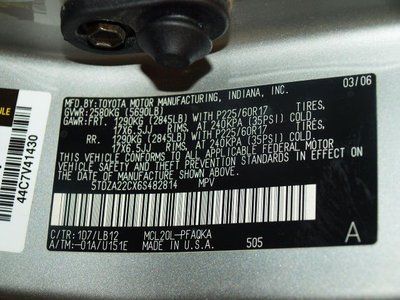 03/06
MFD.BY:TOYOTA MOTOR MANUFACTURING, INDIANA, INC.
GVWR: 2580KG (5690LB)
GAWR: FRT. 1290KG (2845LB) WITH P225/60R17 TIRES,
17X6.5JJ RIMS, AT 240KPA (35PSI) COLD
RR. 1290KG (2845LB) WITH P225/60R17 TIRES,
17X6.5JJ RIMS, AT 240KPA (35PSI) COLD
THIS VEHICLE CONFORMS TO ALL APPLICABLE FEDERAL MOTOR
VEHICLE SAFETY, BUMPER, AND THEFT PREVENTION STANDARDS
IN EFFECT ON THE DATE OF MANUFACTURE SHOWN ABOVE.
5TDZA22CX6S482814 MPV
C/TR: 1D7/LB12 MCL20L-PFAQKA
A/TM:-01A/U151E MADE IN U.S.A. 505
A
44C7V41430